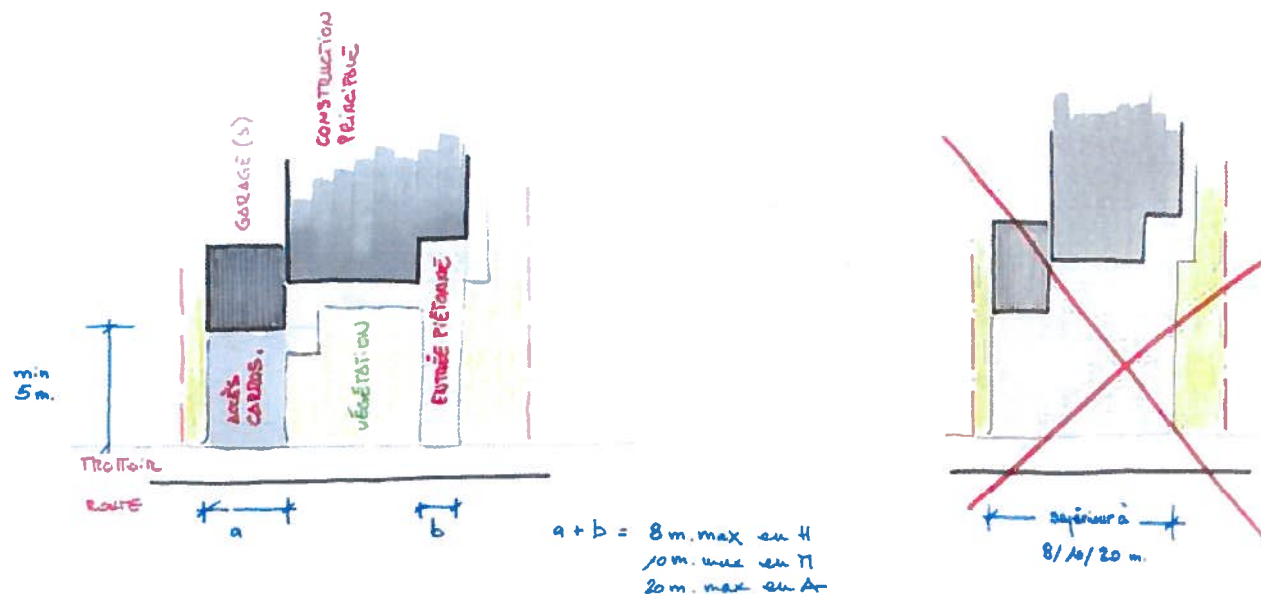 CONSTRUCTION
PRINCIPALE
GARAGE(S)
ACCÈS
CARROS.
VÉGÉTATION
ENTRÉE PIÉTONNE
min
5 m.
TROTTOIR
ROUTE
a
b
a + b = 8 m. max en H
10 m. max en M
20 m. max en A
supérieur à
8/10/20 m.